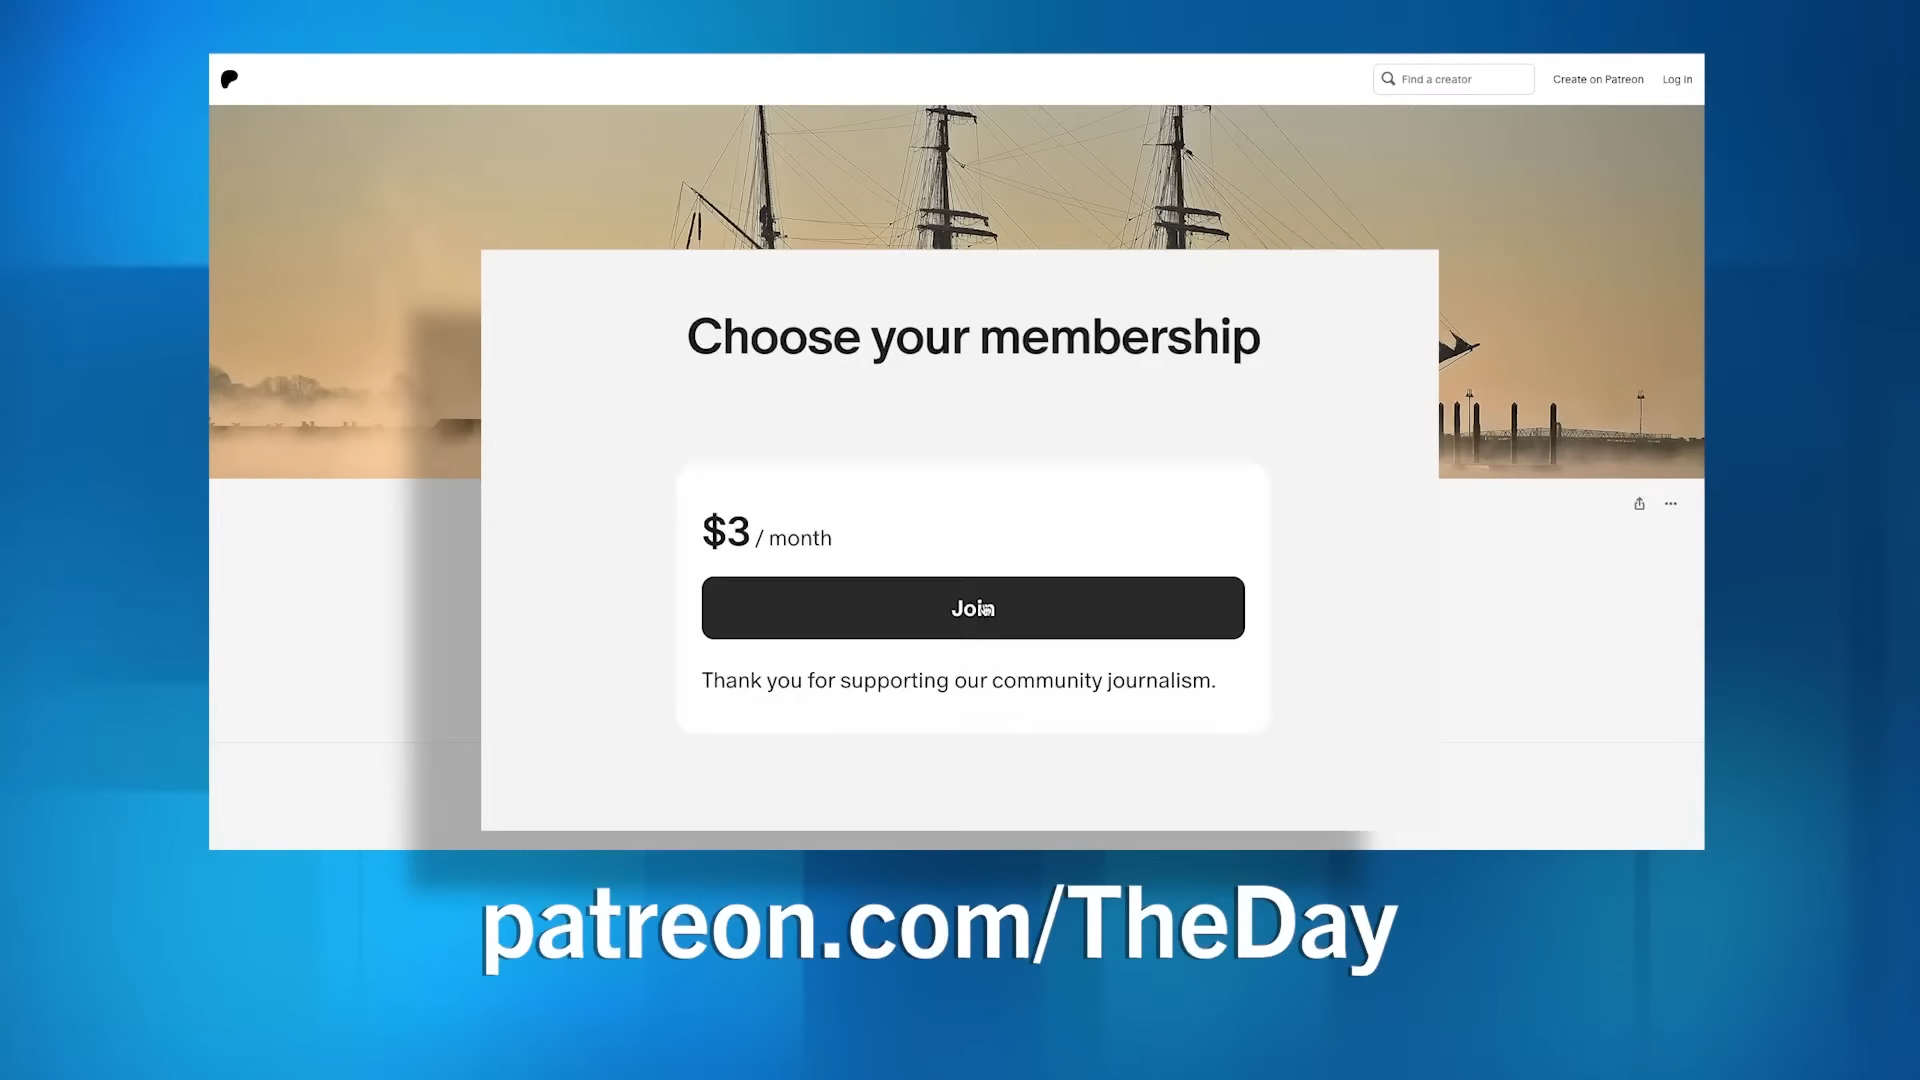 Find a creator
Create on Patreon
Log In
Choose your membership
$3 / month
Join
Thank you for supporting our community journalism.
patreon.com/TheDay